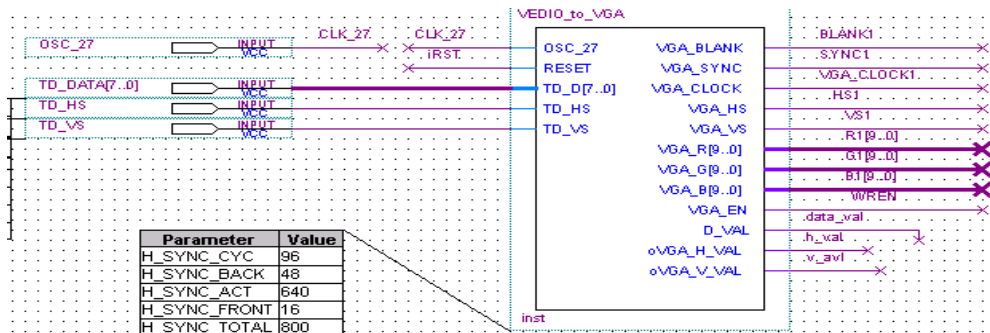 VEDIO_to_VGA
OSC_27 INPUT VCC CLK_27 CLK_27 OSC_27 VGA_BLANK BLANK1
iRST RESET VGA_SYNC SYNC1
TD_DATA[7..0] INPUT VCC TD_D[7..0] VGA_CLOCK VGA_CLOCK1
TD_HS INPUT VCC TD_HS VGA_HS HS1
TD_VS INPUT VCC TD_VS VGA_VS VS1
VGA_R[9..0] R1[9..0]
VGA_G[9..0] G1[9..0]
VGA_B[9..0] B1[9..0]
VGA_EN WREN
D_VAL data_val
oVGA_H_VAL h_val
oVGA_V_VAL v_avl
inst
Parameter Value
H_SYNC_CYC 96
H_SYNC_BACK 48
H_SYNC_ACT 640
H_SYNC_FRONT 16
H_SYNC_TOTAL 800